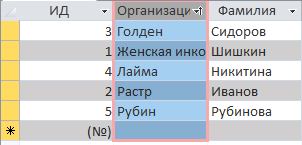 ИД Организаци Фамилия
3 Голден Сидоров
1 Женская инко Шишкин
4 Лайма Никитина
2 Растр Иванов
5 Рубин Рубинова
* (№)